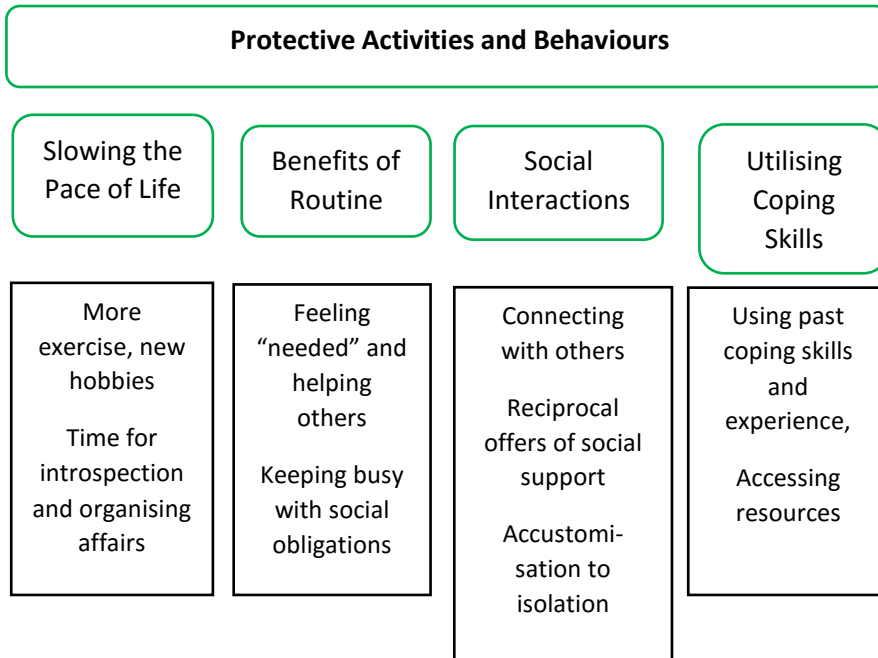 Protective Activities and Behaviours
Slowing the
Pace of Life
Benefits of
Routine
Social
Interactions
Utilising
Coping
Skills
More
exercise, new
hobbies
Time for
introspection
and organising
affairs
Feeling
“needed” and
helping
others
Keeping busy
with social
obligations
Connecting
with others
Reciprocal
offers of social
support
Accustomi-
sation to
isolation
Using past
coping skills
and
experience,
Accessing
resources